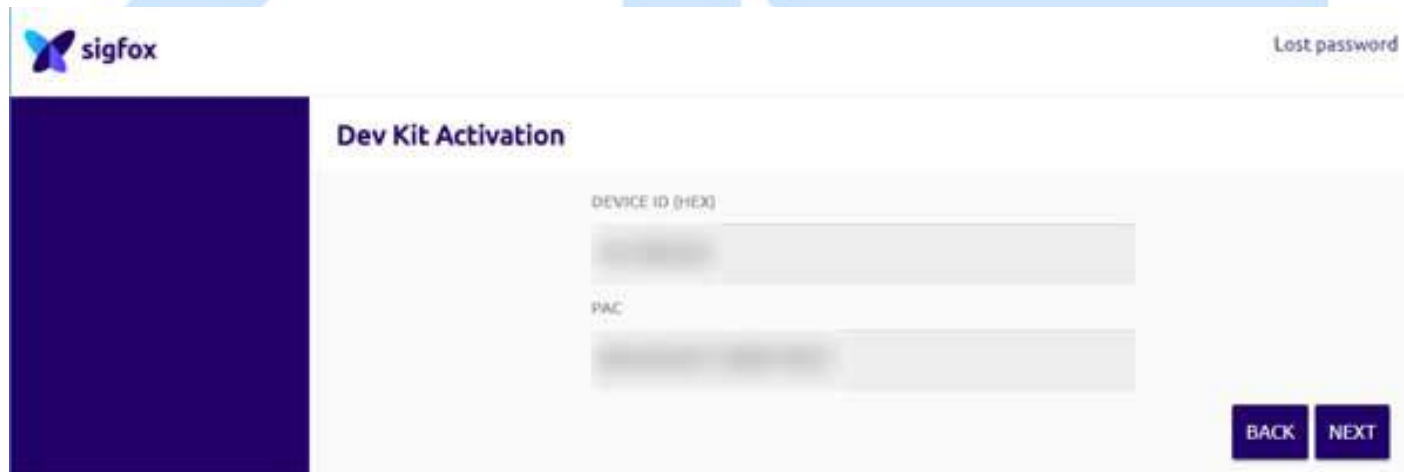 sigfox
Lost password
Dev Kit Activation
DEVICE ID (HEX)
PAC
BACK NEXT